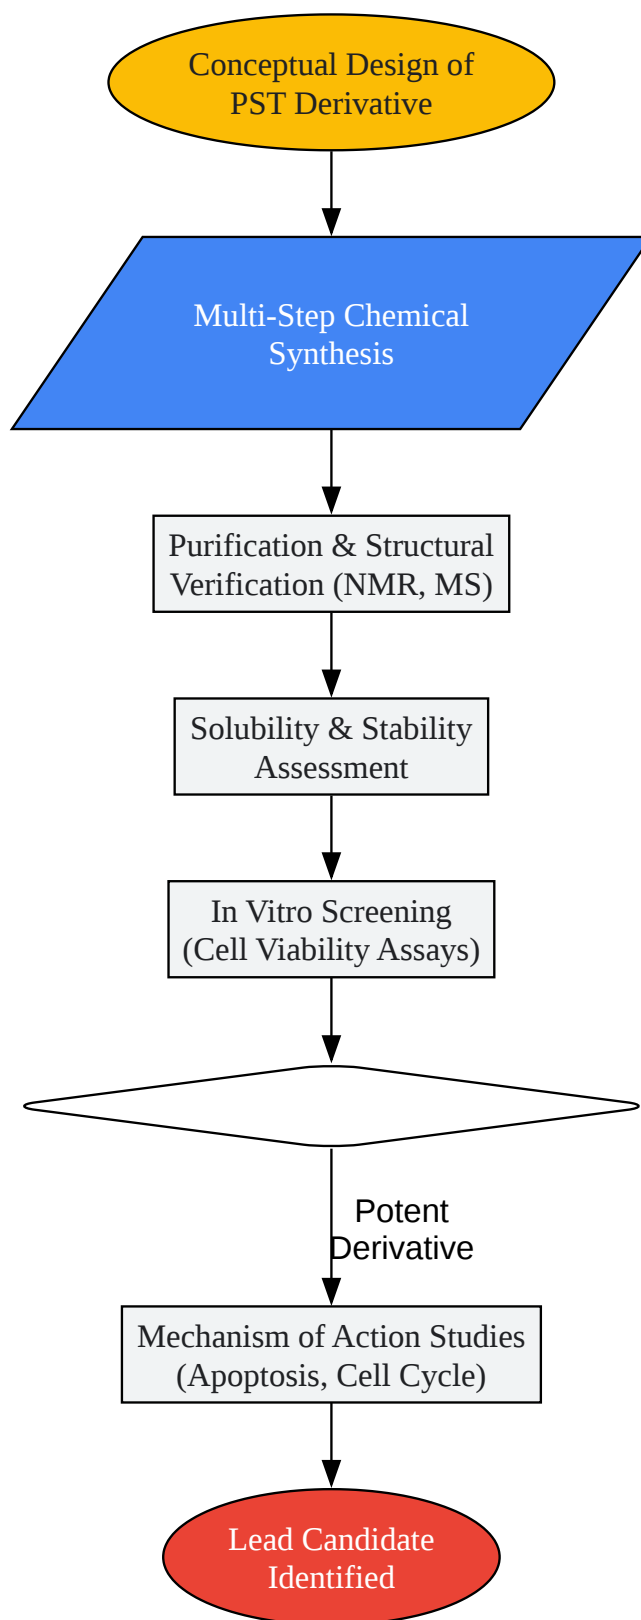 Conceptual Design of
PST Derivative
Multi-Step Chemical
Synthesis
Purification & Structural
Verification (NMR, MS)
Solubility & Stability
Assessment
In Vitro Screening
(Cell Viability Assays)
Potent
Derivative
Mechanism of Action Studies
(Apoptosis, Cell Cycle)
Lead Candidate
Identified